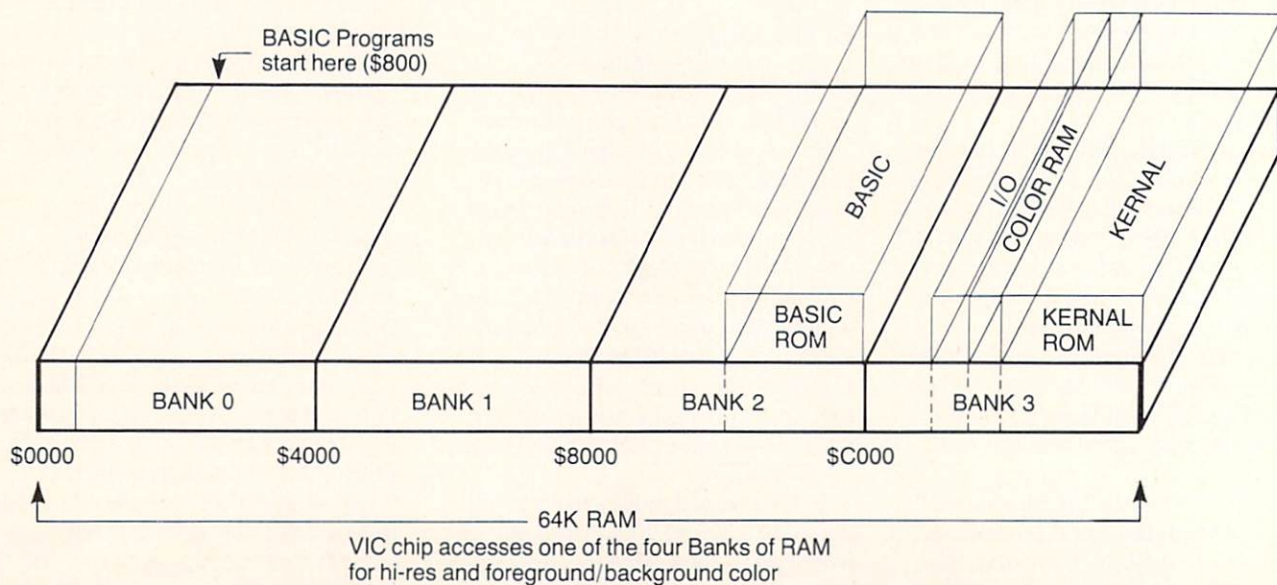 BASIC Programs
start here ($800)
BASIC
I/O
COLOR RAM
KERNAL
BASIC
ROM
KERNAL
ROM
BANK 0
BANK 1
BANK 2
BANK 3
$0000
$4000
$8000
$C000
64K RAM
VIC chip accesses one of the four Banks of RAM
for hi-res and foreground/background color